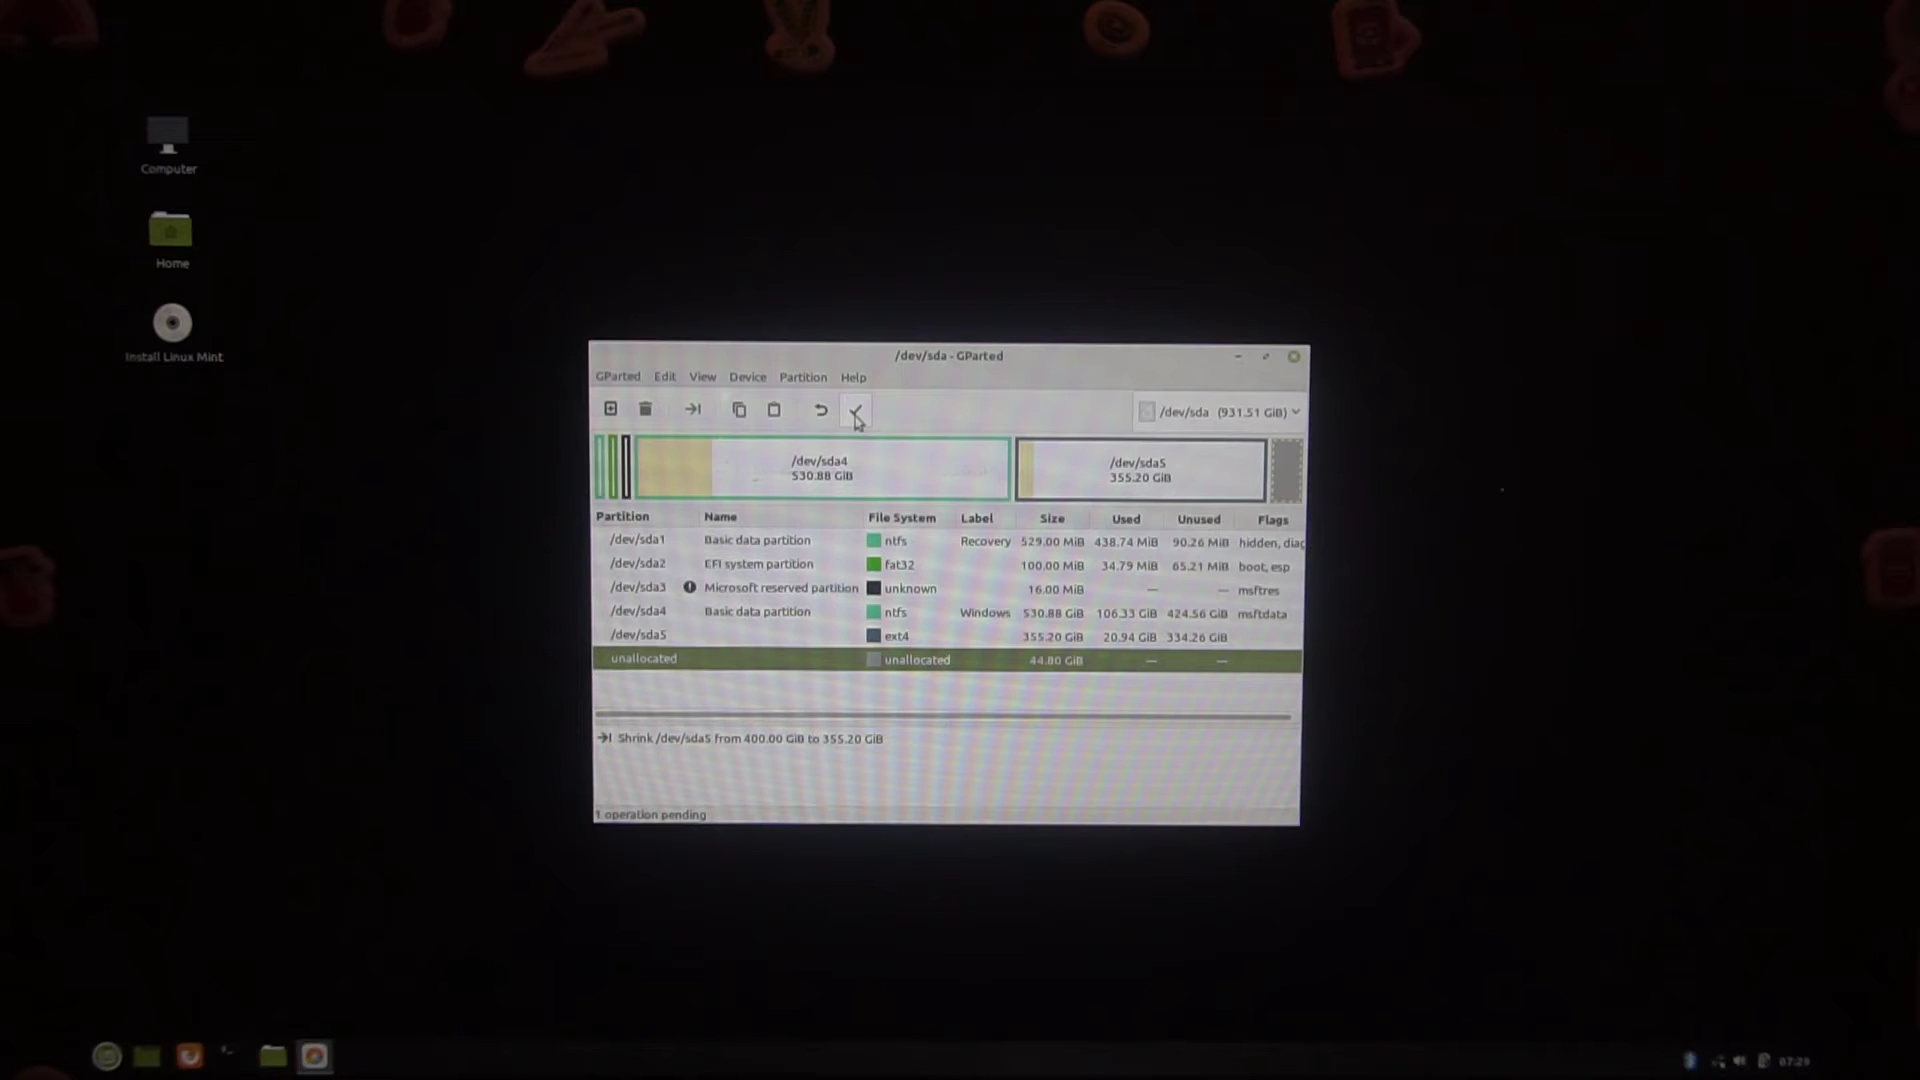 Computer
Home
Install Linux Mint
/dev/sda - GParted
GParted Edit View Device Partition Help
/dev/sda (931.51 GiB)
/dev/sda4
530.88 GiB
/dev/sda5
355.20 GiB
Partition Name File System Label Size Used Unused Flags
/dev/sda1 Basic data partition ntfs Recovery 529.00 MiB 438.74 MiB 90.26 MiB hidden, diag
/dev/sda2 EFI system partition fat32 100.00 MiB 34.79 MiB 65.21 MiB boot, esp
/dev/sda3 Microsoft reserved partition unknown 16.00 MiB — — msftres
/dev/sda4 Basic data partition ntfs Windows 530.88 GiB 106.33 GiB 424.56 GiB msftdata
/dev/sda5 ext4 355.20 GiB 20.94 GiB 334.26 GiB
unallocated unallocated 44.80 GiB — —
Shrink /dev/sda5 from 400.00 GiB to 355.20 GiB
1 operation pending
07:29